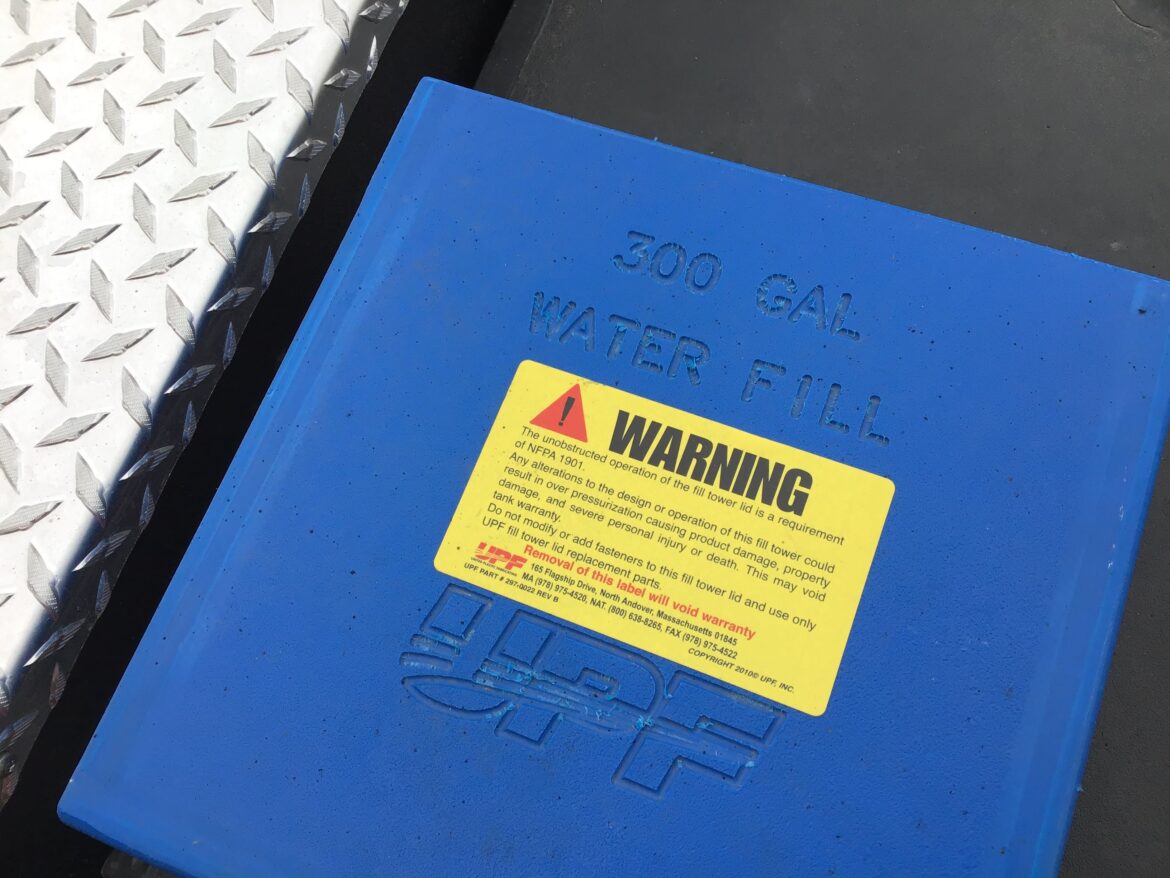 300 GAL
WATER FILL
! WARNING
The unobstructed operation of the fill tower lid is a requirement
of NFPA 1901.
Any alterations to the design or operation of this fill tower could
result in over pressurization causing product damage, property
damage, and severe personal injury or death. This may void
tank warranty.
Do not modify or add fasteners to this fill tower lid and use only
UPF fill tower lid replacement parts.
Removal of this label will void warranty
UPF
165 Flagship Drive, North Andover, Massachusetts 01845
MA (978) 975-4520, NAT. (800) 638-8265, FAX (978) 975-4522
UPF PART # 297-0022 REV B
COPYRIGHT 2010© UPF, INC.
UPF